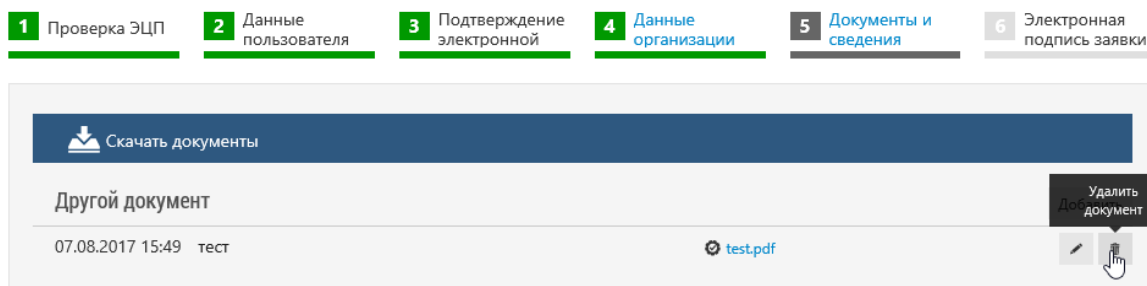 1 Проверка ЭЦП
2 Данные
пользователя
3 Подтверждение
электронной
4 Данные
организации
5 Документы и
сведения
6 Электронная
подпись заявки
Скачать документы
Другой документ
Удалить
документ
07.08.2017 15:49 тест test.pdf